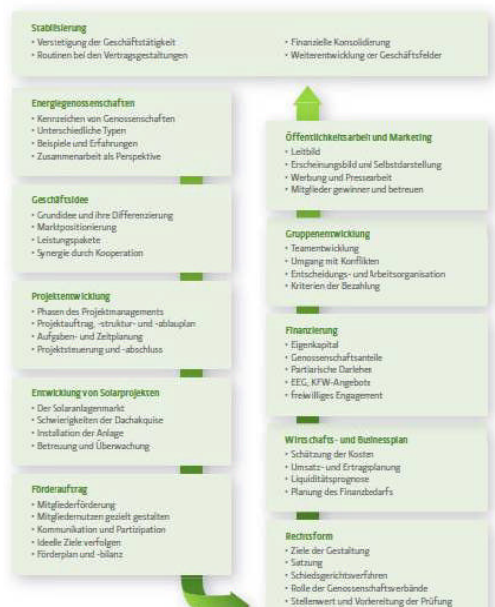 Stabilisierung
• Verstetigung der Geschäftstätigkeit
• Routinen bei den Vertragsgestaltungen
• Finanzielle Konsolidierung
• Weiterentwicklung der Geschäftsfelder
Energiegenossenschaften
• Kennzeichen von Genossenschaften
• Unterschiedliche Typen
• Beispiele und Erfahrungen
• Zusammenarbeit als Perspektive
Geschäftsidee
• Grundidee und ihre Differenzierung
• Marktpositionierung
• Leistungspakete
• Synergie durch Kooperation
Projektentwicklung
• Phasen des Projektmanagements
• Projektauftrag, -struktur- und -ablauplan
• Aufgaben- und Zeitplanung
• Projektsteuerung und -abschluss
Entwicklung von Solarprojekten
• Der Solaranlagenmarkt
• Schwierigkeiten der Dachakquise
• Installation der Anlage
• Betreuung und Überwachung
Förderauftrag
• Mitgliederförderung
• Mitgliedernutzen gezielt gestalten
• Kommunikation und Partizipation
• Ideelle Ziele verfolgen
• Förderplan und -bilanz
Öffentlichkeitsarbeit und Marketing
• Leitbild
• Erscheinungsbild und Selbstdarstellung
• Werbung und Pressearbeit
• Mitglieder gewinner und betreuen
Gruppenentwicklung
• Teamentwicklung
• Umgang mit Konflikten
• Entscheidungs- und Arbeitsorganisation
• Kriterien der Bezahlung
Finanzierung
• Eigenkapital
• Genossenschaftsanteile
• Partiarische Darlehen
• EEG, KFW-Angebote
• freiwilliges Engagement
Wirtschafts- und Businessplan
• Schätzung der Kosten
• Umsatz- und Ertragsplanung
• Liquiditätsprognose
• Planung des Finanzbedarfs
Rechtsform
• Ziele der Gestaltung
• Satzung
• Schiedsgerichtsverfahren
• Rolle der Genossenschaftsverbände
• Stellenwert und Vorbereitung der Prüfung